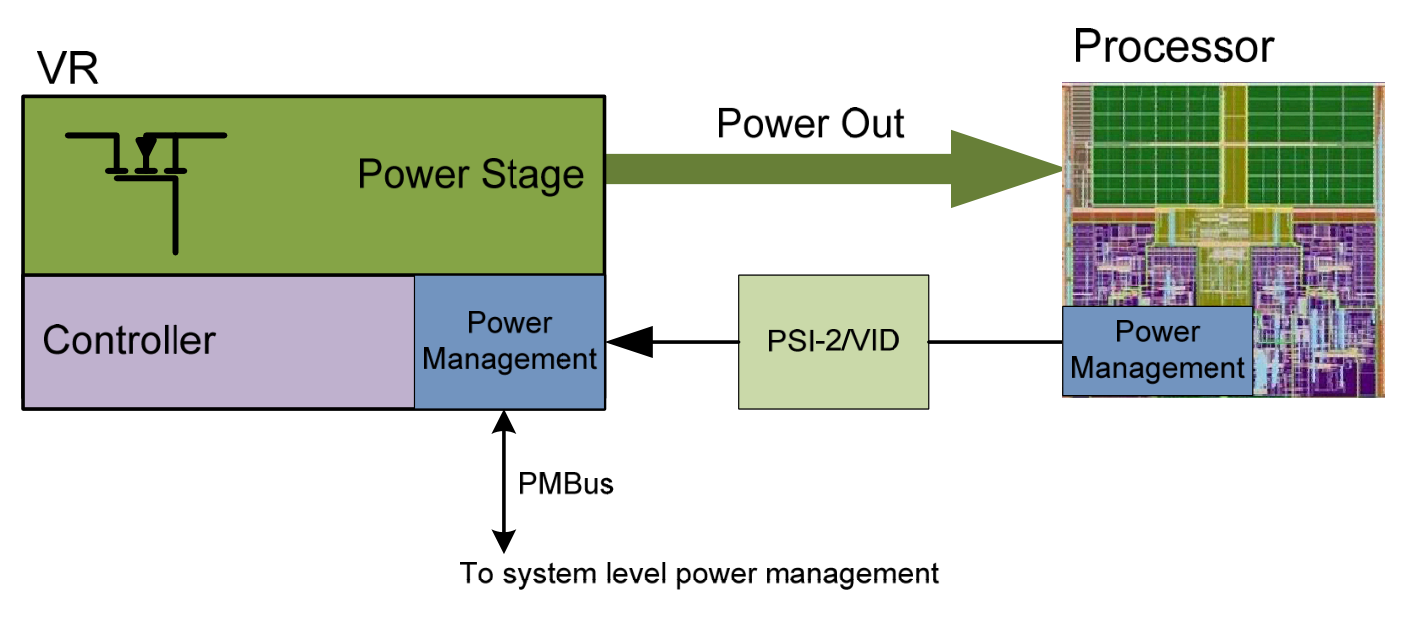 VR
Processor
Power Out
Power Stage
Controller
Power
Management
PSI-2/VID
Power
Management
PMBus
To system level power management